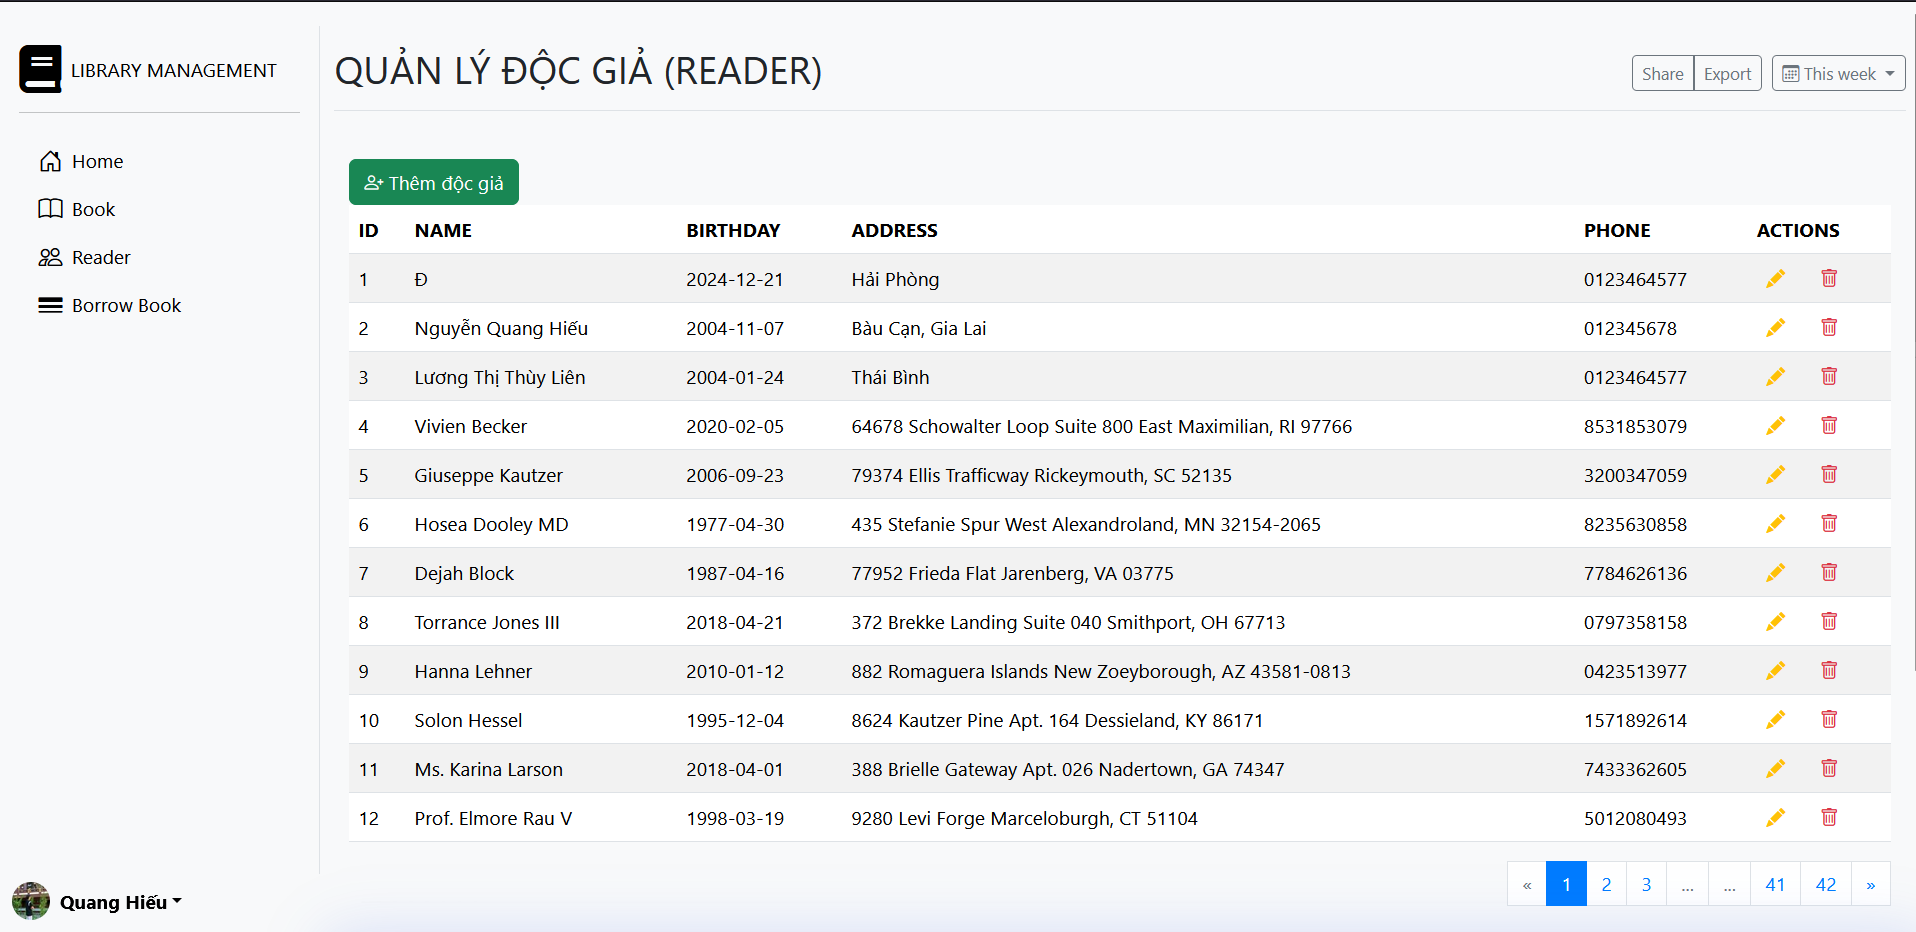 LIBRARY MANAGEMENT
Home
Book
Reader
Borrow Book
Quang Hiếu
QUẢN LÝ ĐỘC GIẢ (READER)
Share Export This week
Thêm độc giả
ID NAME BIRTHDAY ADDRESS PHONE ACTIONS
1 Đ 2024-12-21 Hải Phòng 0123464577
2 Nguyễn Quang Hiếu 2004-11-07 Bàu Cạn, Gia Lai 012345678
3 Lương Thị Thùy Liên 2004-01-24 Thái Bình 0123464577
4 Vivien Becker 2020-02-05 64678 Schowalter Loop Suite 800 East Maximilian, RI 97766 8531853079
5 Giuseppe Kautzer 2006-09-23 79374 Ellis Trafficway Rickeymouth, SC 52135 3200347059
6 Hosea Dooley MD 1977-04-30 435 Stefanie Spur West Alexandroland, MN 32154-2065 8235630858
7 Dejah Block 1987-04-16 77952 Frieda Flat Jarenberg, VA 03775 7784626136
8 Torrance Jones III 2018-04-21 372 Brekke Landing Suite 040 Smithport, OH 67713 0797358158
9 Hanna Lehner 2010-01-12 882 Romaguera Islands New Zoeyborough, AZ 43581-0813 0423513977
10 Solon Hessel 1995-12-04 8624 Kautzer Pine Apt. 164 Dessieland, KY 86171 1571892614
11 Ms. Karina Larson 2018-04-01 388 Brielle Gateway Apt. 026 Nadertown, GA 74347 7433362605
12 Prof. Elmore Rau V 1998-03-19 9280 Levi Forge Marceloburgh, CT 51104 5012080493
« 1 2 3 ... ... 41 42 »